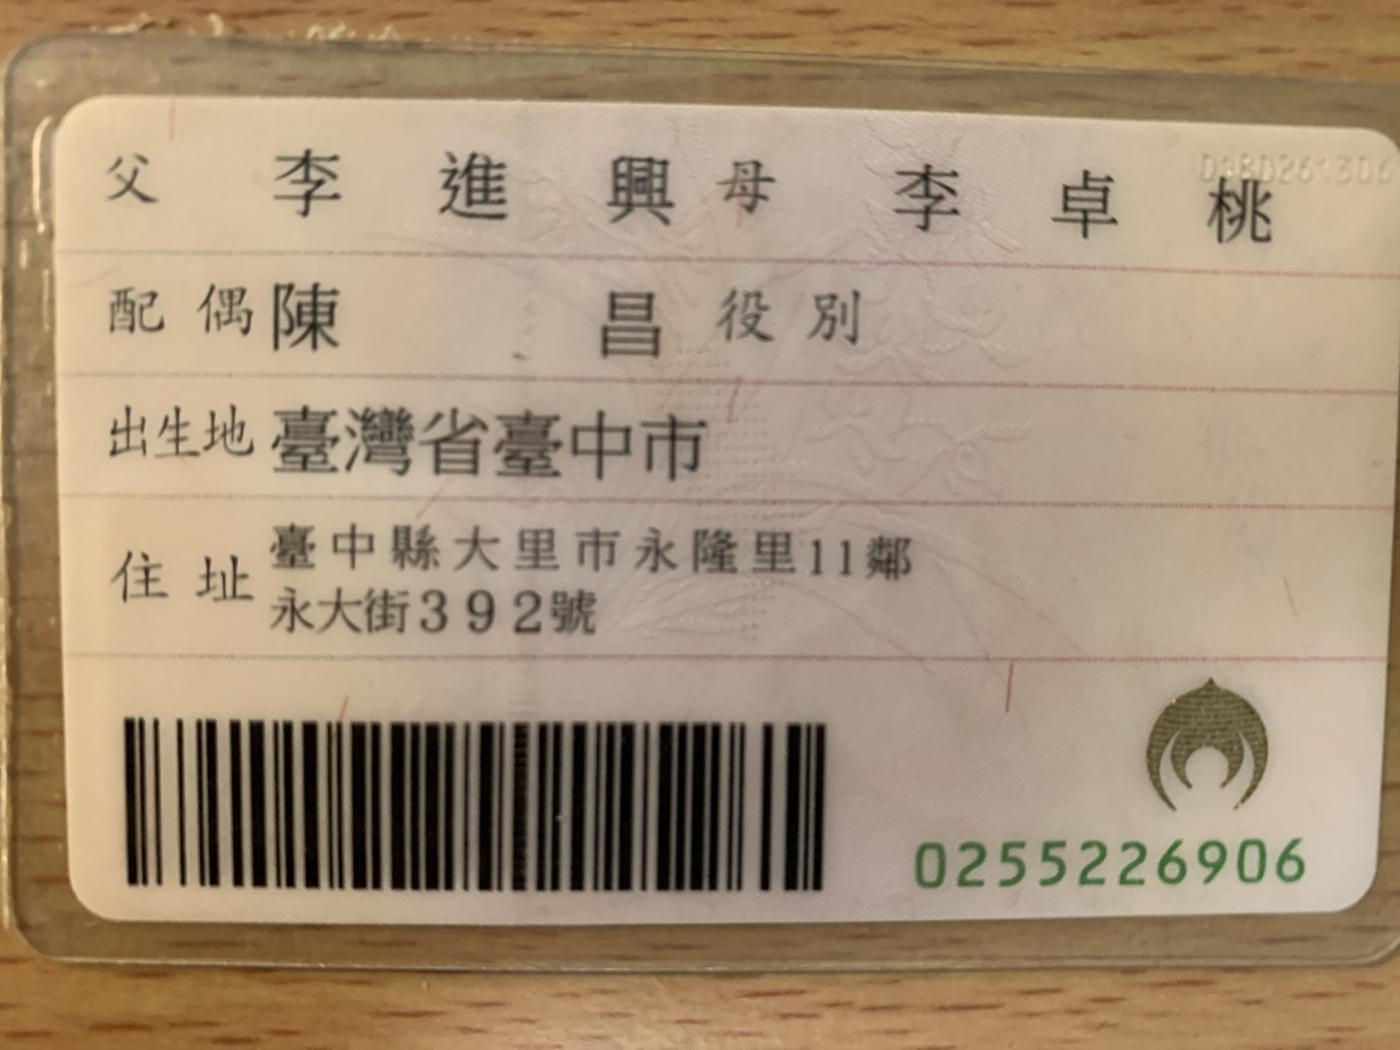 父 李進興 母 李卓桃
配偶 陳昌 役別
出生地 臺灣省臺中市
住址 臺中縣大里市永隆里11鄰
永大街392號
0255226906